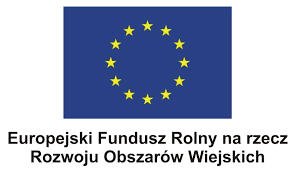 Europejski Fundusz Rolny na rzecz
Rozwoju Obszarów Wiejskich